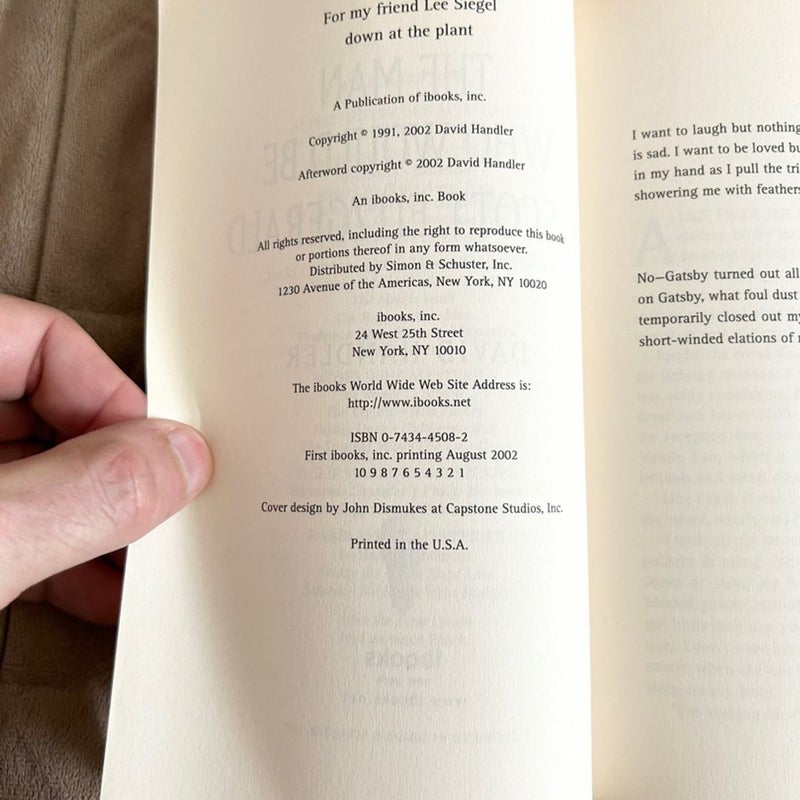 For my friend Lee Siegel
down at the plant
A Publication of ibooks, inc.
Copyright © 1991, 2002 David Handler
Afterword copyright © 2002 David Handler
An ibooks, inc. Book
All rights reserved, including the right to reproduce this book
or portions thereof in any form whatsoever.
Distributed by Simon & Schuster, Inc.
1230 Avenue of the Americas, New York, NY 10020
ibooks, inc.
24 West 25th Street
New York, NY 10010
The ibooks World Wide Web Site Address is:
http://www.ibooks.net
ISBN 0-7434-4508-2
First ibooks, inc. printing August 2002
10 9 8 7 6 5 4 3 2 1
Cover design by John Dismukes at Capstone Studios, Inc.
Printed in the U.S.A.
I want to laugh but nothing
is sad. I want to be loved
in my hand as I pull the
showering me with feathers
No—Gatsby turned out all
on Gatsby, what foul dust
temporarily closed out
short-winded elations of